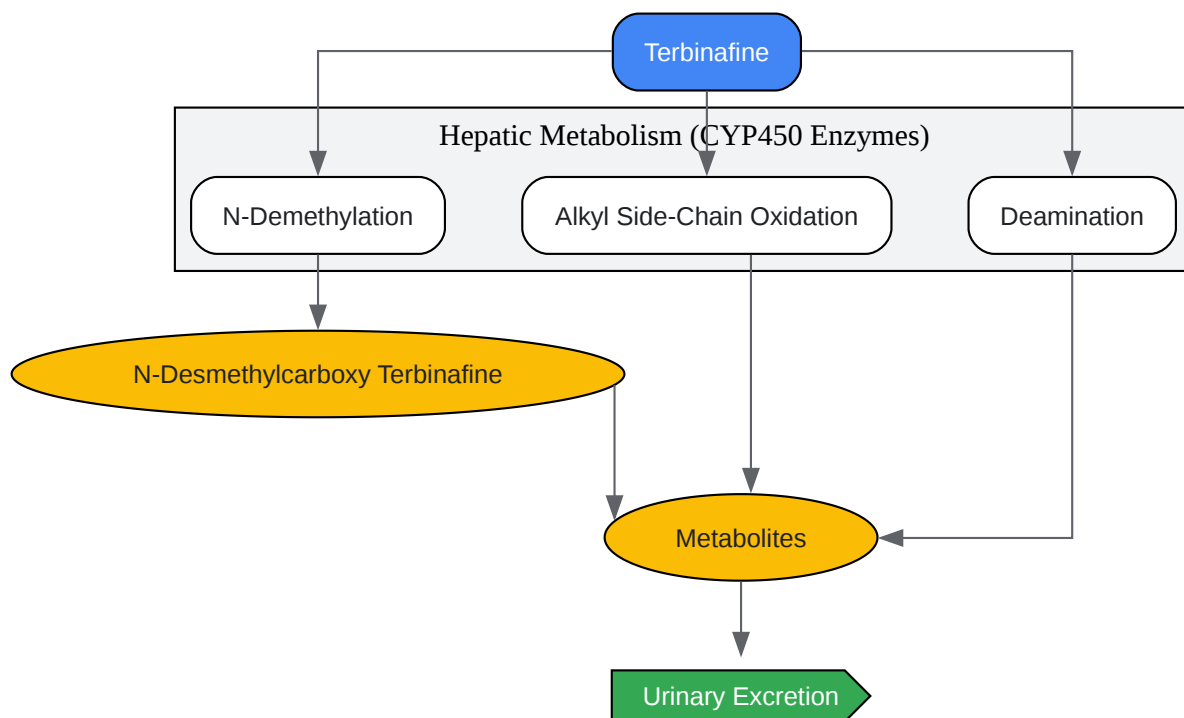 Terbinafine
Hepatic Metabolism (CYP450 Enzymes)
N-Demethylation
Alkyl Side-Chain Oxidation
Deamination
N-Desmethylcarboxy Terbinafine
Metabolites
Urinary Excretion